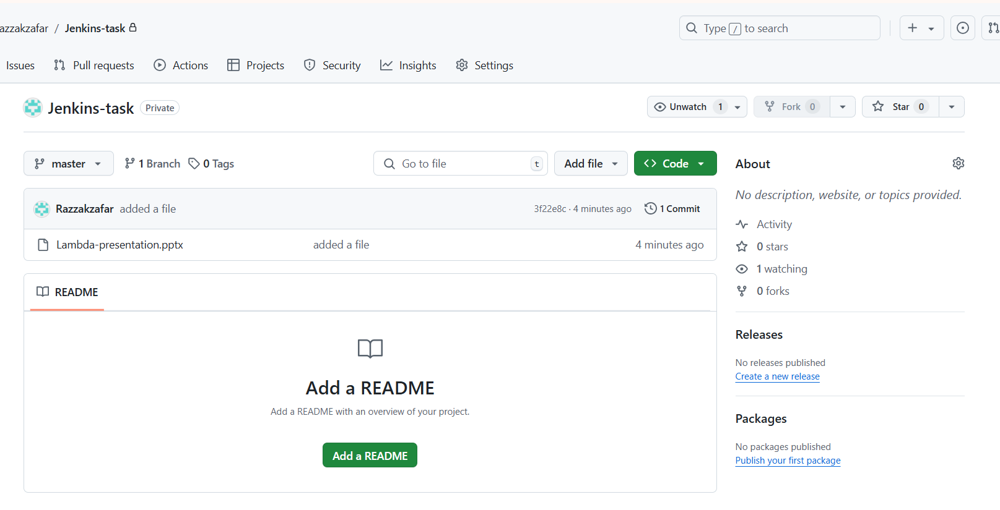 azzakzafar / Jenkins-task
Type / to search
Issues Pull requests Actions Projects Security Insights Settings
Jenkins-task Private
Unwatch 1 Fork 0 Star 0
master 1 Branch 0 Tags Go to file t Add file Code
Razzakzafar added a file 3f22e8c · 4 minutes ago 1 Commit
Lambda-presentation.pptx added a file 4 minutes ago
README
Add a README
Add a README with an overview of your project.
Add a README
About
No description, website, or topics provided.
Activity
0 stars
1 watching
0 forks
Releases
No releases published
Create a new release
Packages
No packages published
Publish your first package